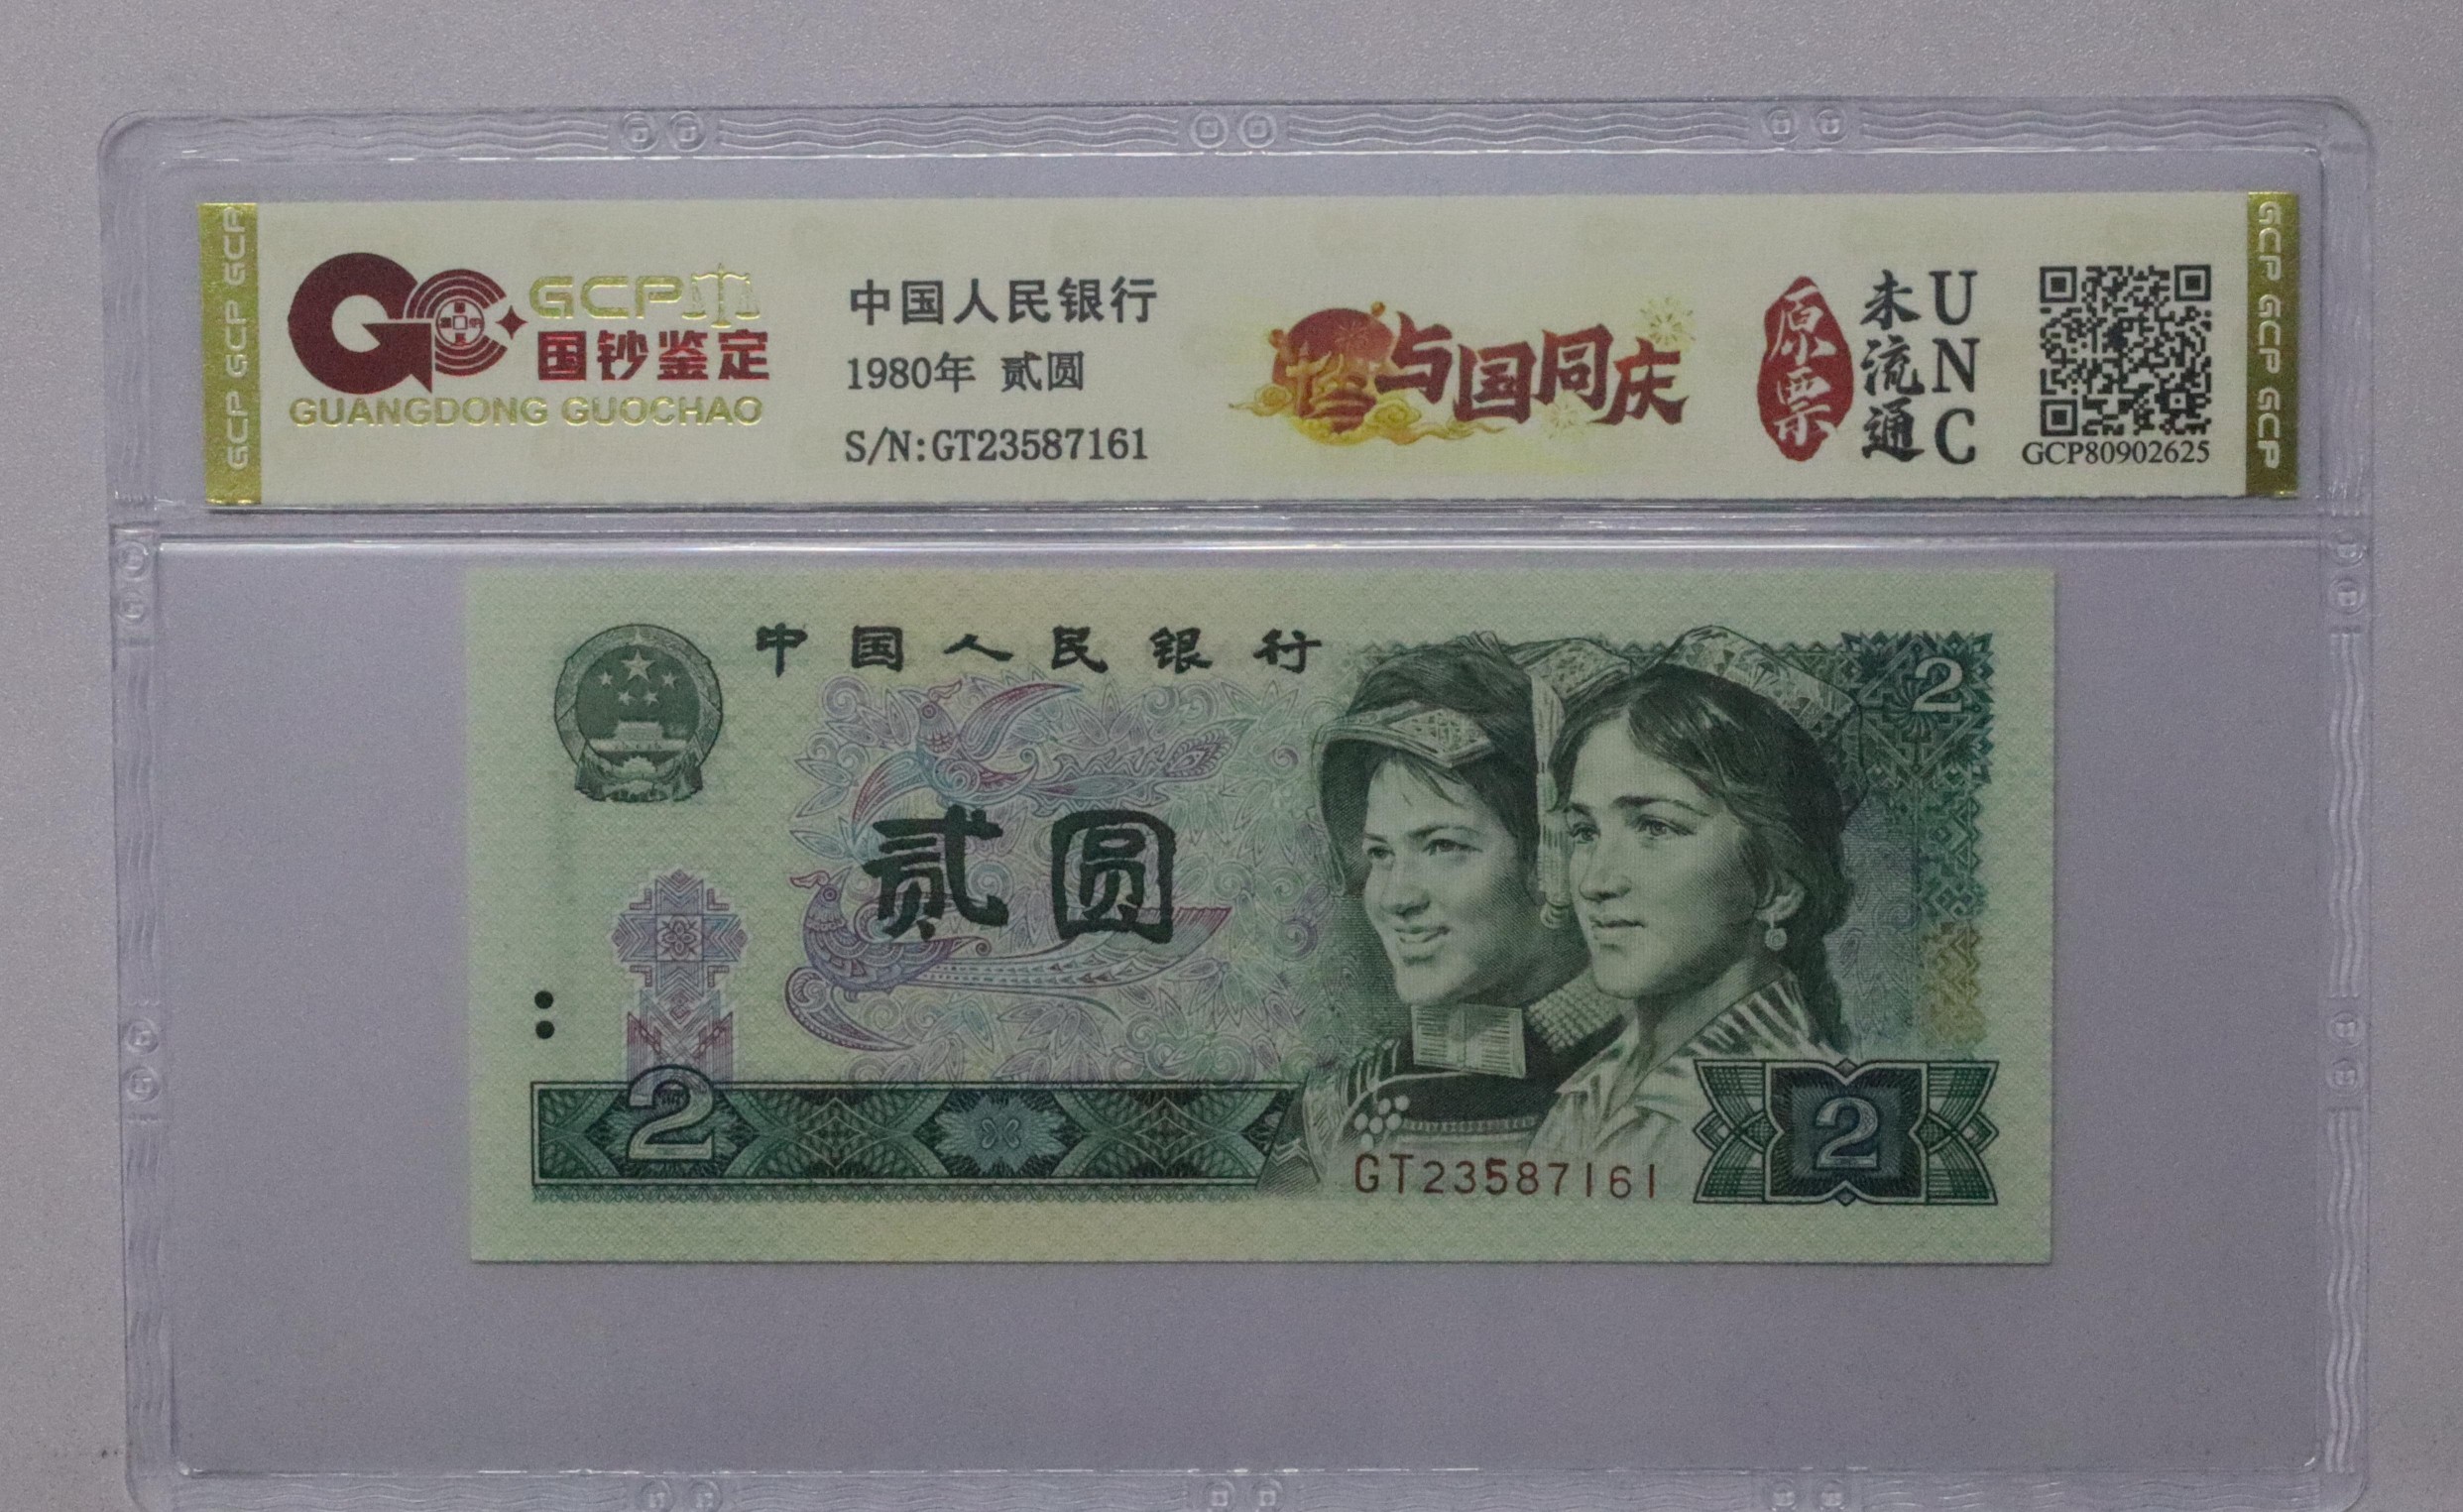 GCP GCP GCP GCP
GCP
国钞鉴定
GUANGDONG GUOCHAO
中国人民银行
1980年 贰圆
S/N:GT23587161
与国同庆
原票
未流通
UNC
GCP80902625
GCP GCP GCP GCP
中国人民银行
2
贰圆
2
2
GT23587161